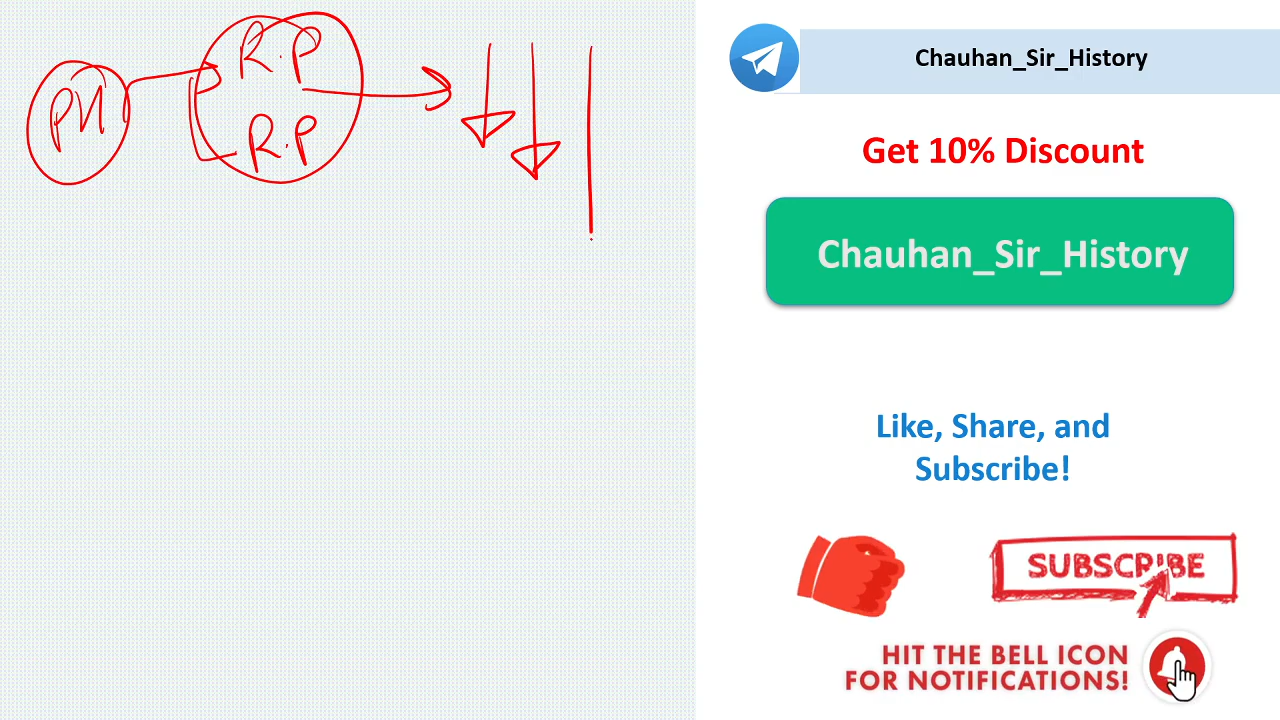 R.P
PM
R.P
Chauhan_Sir_History
Get 10% Discount
Chauhan_Sir_History
Like, Share, and
Subscribe!
SUBSCRIBE
HIT THE BELL ICON
FOR NOTIFICATIONS!